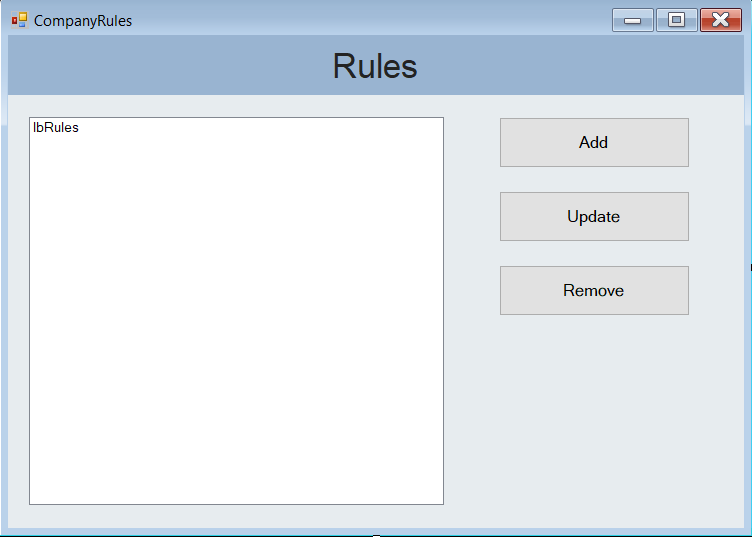 CompanyRules
Rules
lbRules
Add
Update
Remove